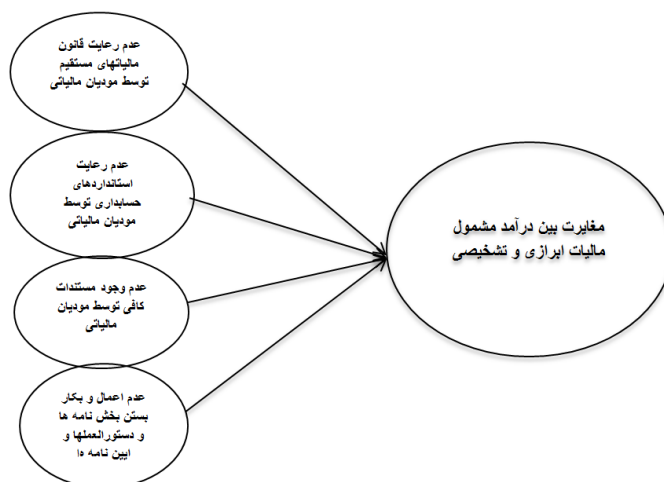 عدم رعایت قانون
مالیاتهای مستقیم
توسط مودیان مالیاتی
عدم رعایت
استانداردهای
حسابداری توسط
مودیان مالیاتی
عدم وجود مستندات
کافی توسط مودیان
مالیاتی
عدم اعمال و بکار
بستن بخش نامه ها
و دستورالعملها و
ایین نامه ها
مغایرت بین درآمد مشمول
مالیات ابرازی و تشخیصی